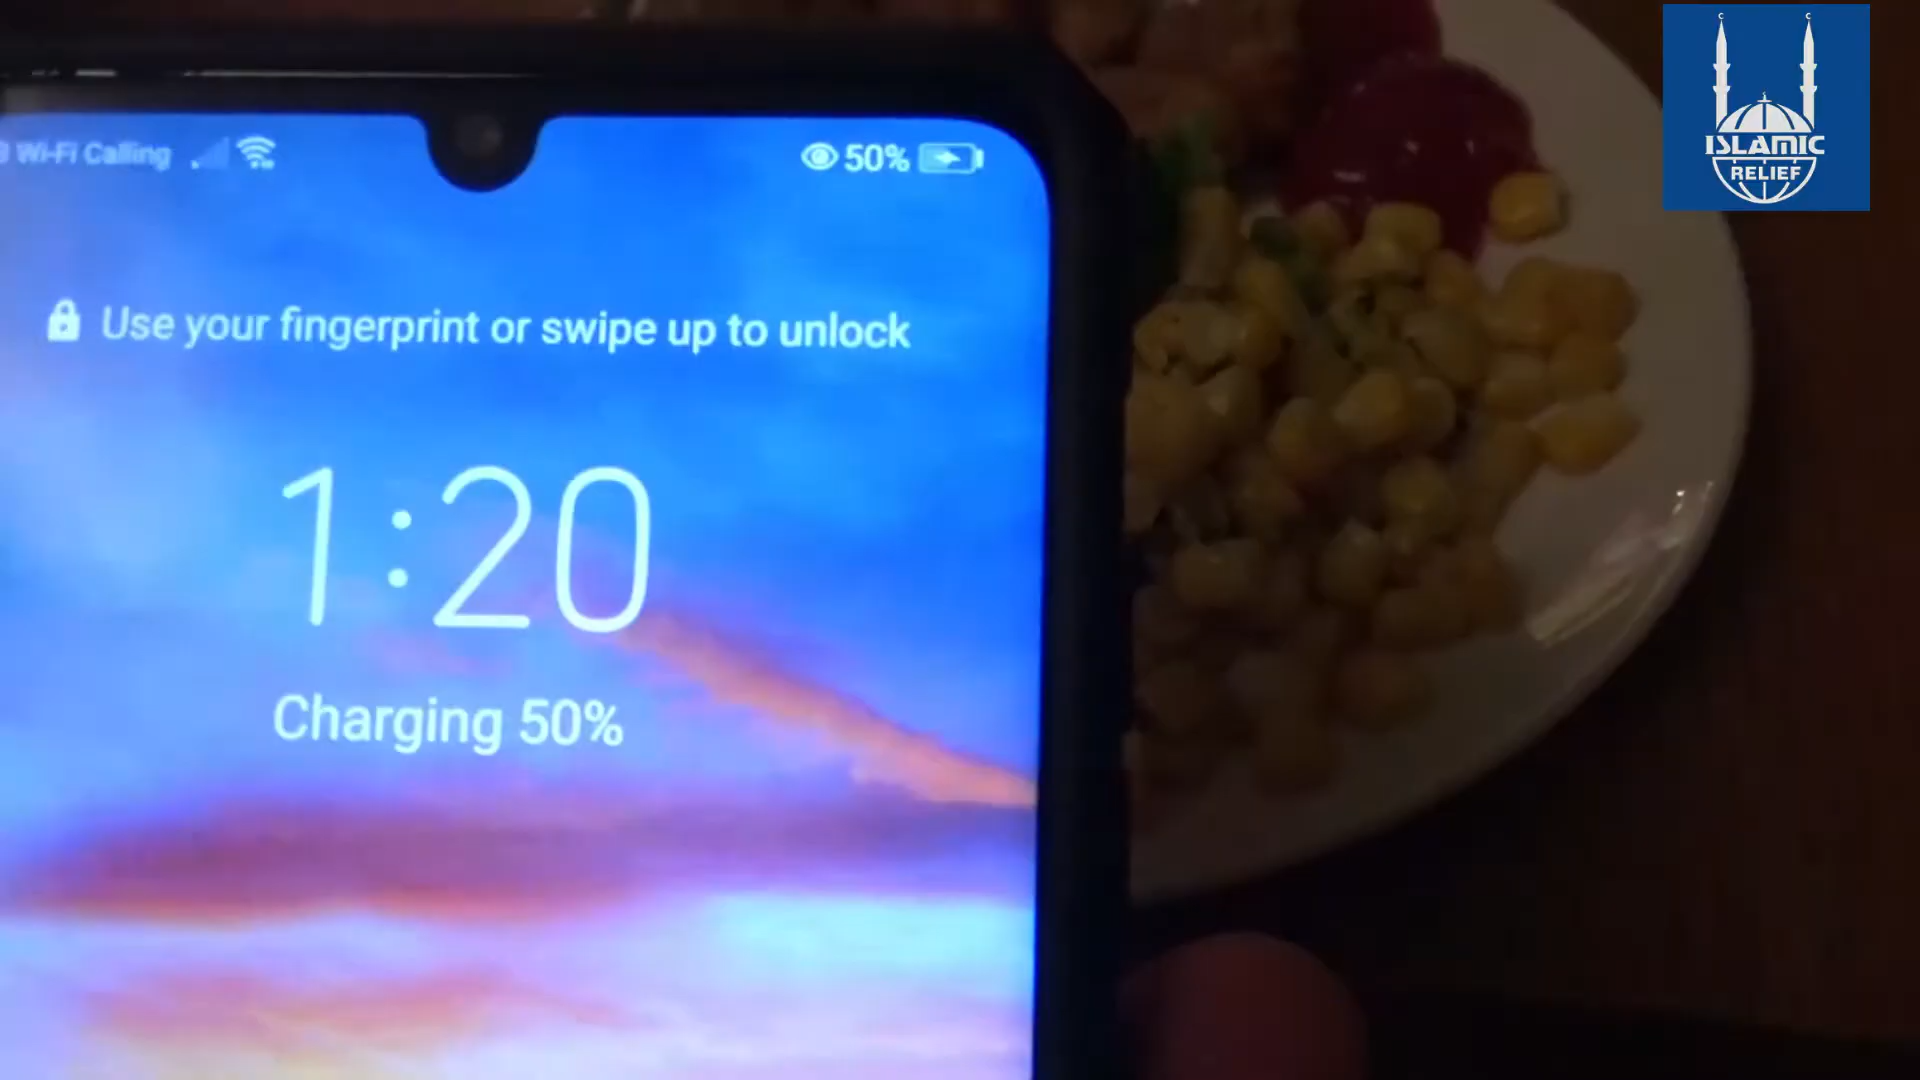 Wi-Fi Calling
50%
Use your fingerprint or swipe up to unlock
1:20
Charging 50%
ISLAMIC
RELIEF